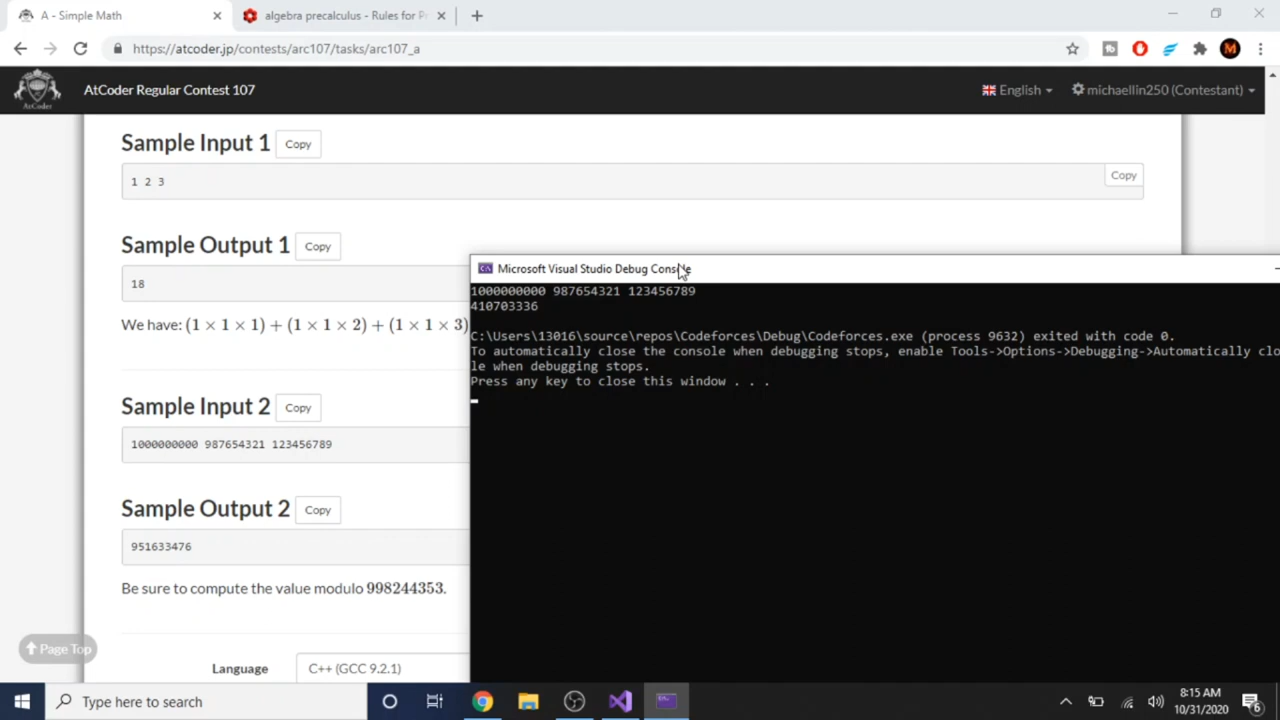 A - Simple Math
algebra precalculus - Rules for Pr
https://atcoder.jp/contests/arc107/tasks/arc107_a
M
AtCoder
AtCoder Regular Contest 107
English
michaellin250 (Contestant)
Sample Input 1
Copy
1 2 3
Copy
Sample Output 1
Copy
18
We have: (1 × 1 × 1) + (1 × 1 × 2) + (1 × 1 × 3)
Sample Input 2
Copy
1000000000 987654321 123456789
Sample Output 2
Copy
951633476
Be sure to compute the value modulo 998244353.
Page Top
Language
C++ (GCC 9.2.1)
Microsoft Visual Studio Debug Console
1000000000 987654321 123456789
410703336
C:\Users\13016\source\repos\Codeforces\Debug\Codeforces.exe (process 9632) exited with code 0.
To automatically close the console when debugging stops, enable Tools->Options->Debugging->Automatically clo
le when debugging stops.
Press any key to close this window . . .
Type here to search
8:15 AM
10/31/2020
6